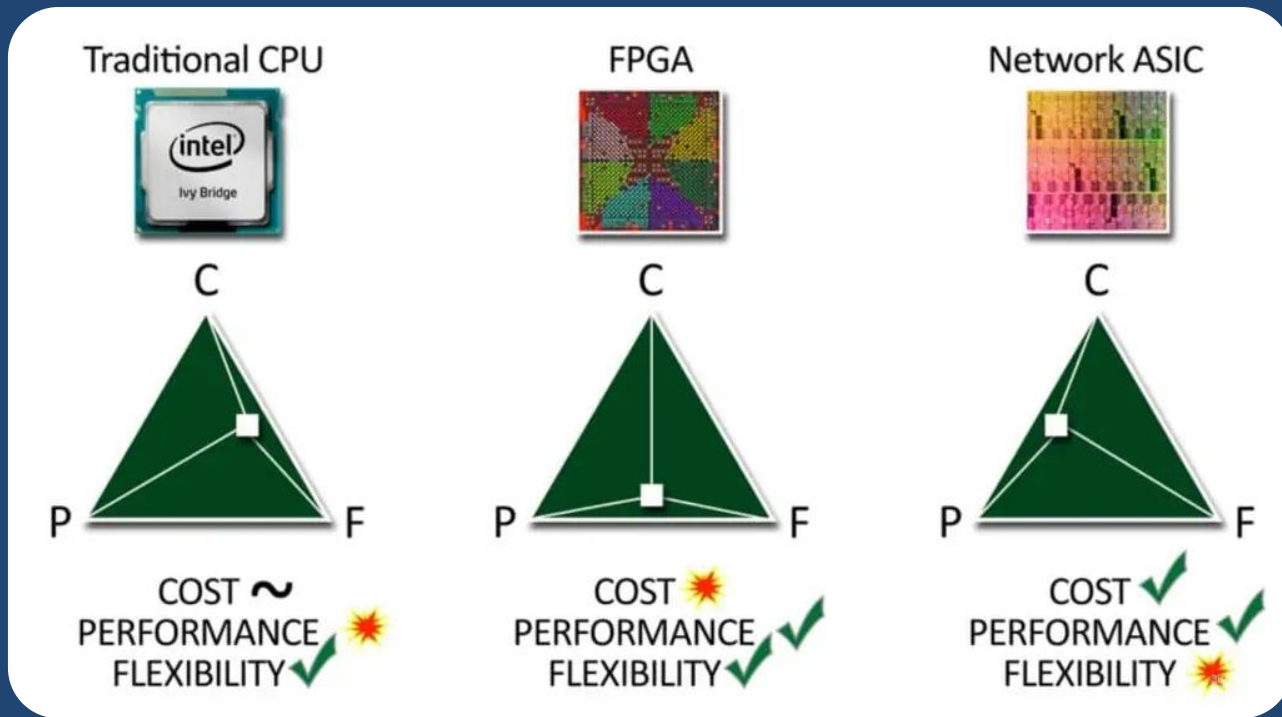 Traditional CPU
intel
Ivy Bridge
C
P F
COST ~
PERFORMANCE
FLEXIBILITY
FPGA
C
P F
COST
PERFORMANCE
FLEXIBILITY
Network ASIC
C
P F
COST
PERFORMANCE
FLEXIBILITY